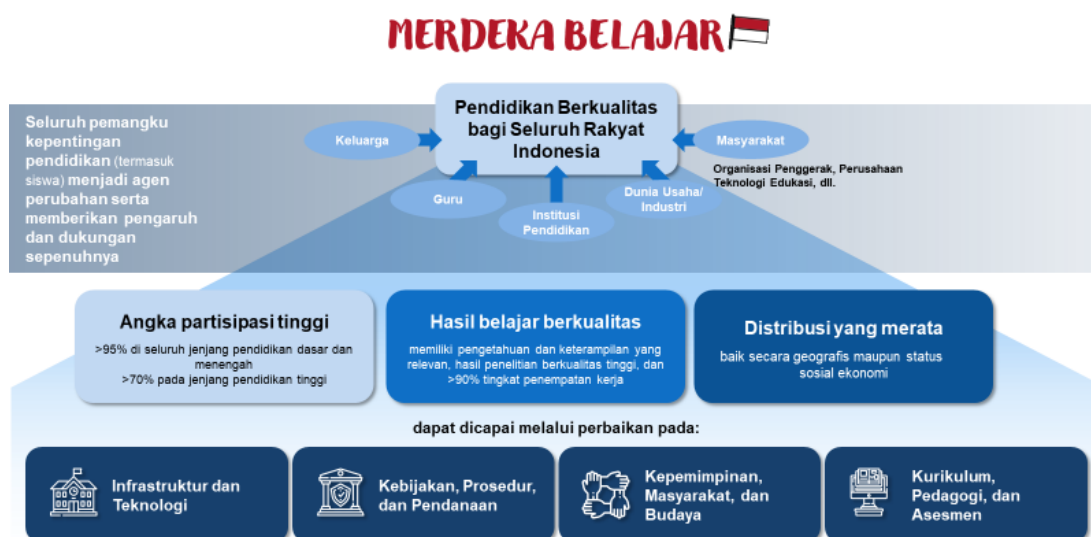 MERDEKA BELAJAR
Pendidikan Berkualitas
bagi Seluruh Rakyat
Indonesia
Seluruh pemangku
kepentingan
pendidikan (termasuk
siswa) menjadi agen
perubahan serta
memberikan pengaruh
dan dukungan
sepenuhnya
Keluarga
Guru
Institusi
Pendidikan
Dunia Usaha/
Industri
Masyarakat
Organisasi Penggerak, Perusahaan
Teknologi Edukasi, dll.
Angka partisipasi tinggi
>95% di seluruh jenjang pendidikan dasar dan
menengah
>70% pada jenjang pendidikan tinggi
Hasil belajar berkualitas
memiliki pengetahuan dan keterampilan yang
relevan, hasil penelitian berkualitas tinggi, dan
>90% tingkat penempatan kerja
Distribusi yang merata
baik secara geografis maupun status
sosial ekonomi
dapat dicapai melalui perbaikan pada:
Infrastruktur dan
Teknologi
Kebijakan, Prosedur,
dan Pendanaan
Kepemimpinan,
Masyarakat, dan
Budaya
Kurikulum,
Pedagogi, dan
Asesmen